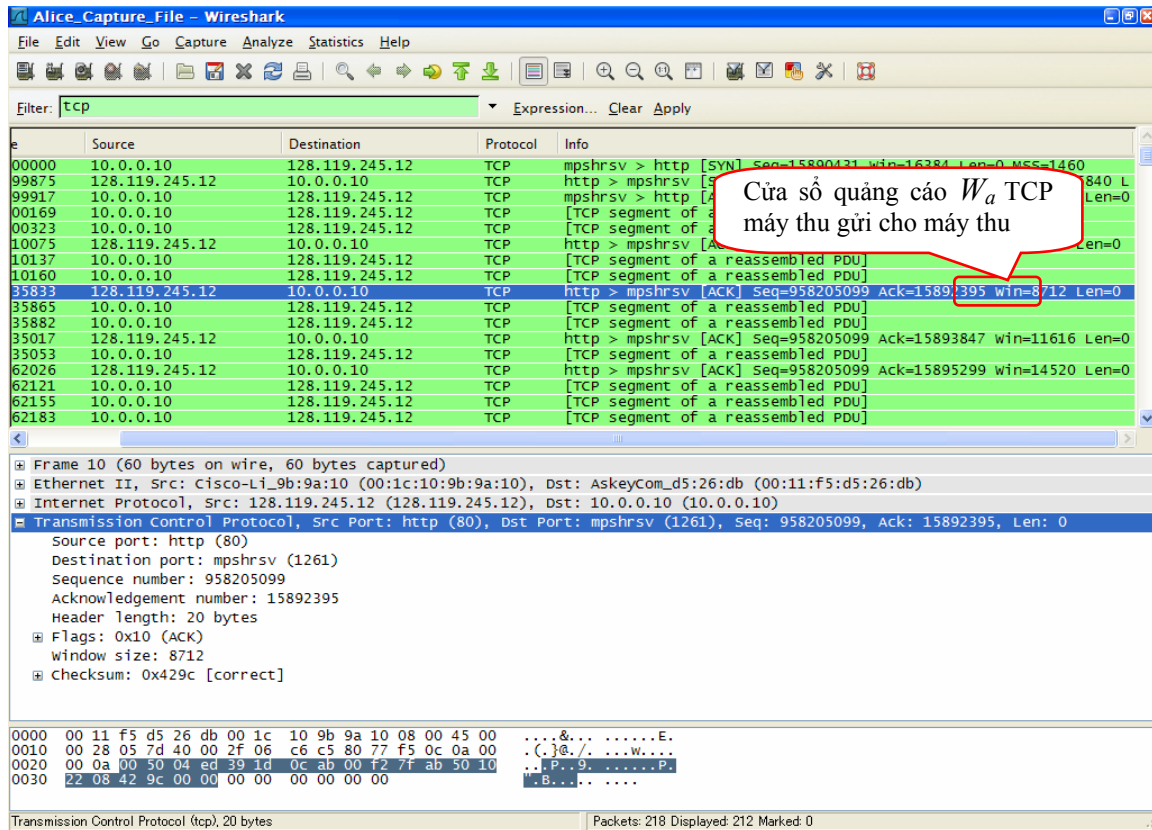 Alice_Capture_File - Wireshark
File Edit View Go Capture Analyze Statistics Help
Filter: tcp Expression... Clear Apply
e Source Destination Protocol Info
00000 10.0.0.10 128.119.245.12 TCP mpshrsv > http [SYN] Seq=15890431 Win=16384 Len=0 MSS=1460
99875 128.119.245.12 10.0.0.10 TCP http > mpshrsv [S 840 L
99917 10.0.0.10 128.119.245.12 TCP mpshrsv > http [A Len=0
00169 10.0.0.10 128.119.245.12 TCP [TCP segment of a
00323 10.0.0.10 128.119.245.12 TCP [TCP segment of a
10075 128.119.245.12 10.0.0.10 TCP http > mpshrsv [AC Len=0
10137 10.0.0.10 128.119.245.12 TCP [TCP segment of a reassembled PDU]
10160 10.0.0.10 128.119.245.12 TCP [TCP segment of a reassembled PDU]
35833 128.119.245.12 10.0.0.10 TCP http > mpshrsv [ACK] Seq=958205099 Ack=15892395 Win=8712 Len=0
35865 10.0.0.10 128.119.245.12 TCP [TCP segment of a reassembled PDU]
35882 10.0.0.10 128.119.245.12 TCP [TCP segment of a reassembled PDU]
35017 128.119.245.12 10.0.0.10 TCP http > mpshrsv [ACK] Seq=958205099 Ack=15893847 Win=11616 Len=0
35053 10.0.0.10 128.119.245.12 TCP [TCP segment of a reassembled PDU]
62026 128.119.245.12 10.0.0.10 TCP http > mpshrsv [ACK] Seq=958205099 Ack=15895299 Win=14520 Len=0
62121 10.0.0.10 128.119.245.12 TCP [TCP segment of a reassembled PDU]
62155 10.0.0.10 128.119.245.12 TCP [TCP segment of a reassembled PDU]
62183 10.0.0.10 128.119.245.12 TCP [TCP segment of a reassembled PDU]
Cửa sổ quảng cáo Wa TCP
máy thu gửi cho máy thu
Frame 10 (60 bytes on wire, 60 bytes captured)
Ethernet II, Src: Cisco-Li_9b:9a:10 (00:1c:10:9b:9a:10), Dst: AskeyCom_d5:26:db (00:11:f5:d5:26:db)
Internet Protocol, Src: 128.119.245.12 (128.119.245.12), Dst: 10.0.0.10 (10.0.0.10)
Transmission Control Protocol, Src Port: http (80), Dst Port: mpshrsv (1261), Seq: 958205099, Ack: 15892395, Len: 0
Source port: http (80)
Destination port: mpshrsv (1261)
Sequence number: 958205099
Acknowledgement number: 15892395
Header length: 20 bytes
Flags: 0x10 (ACK)
Window size: 8712
Checksum: 0x429c [correct]
0000 00 11 f5 d5 26 db 00 1c 10 9b 9a 10 08 00 45 00 ....&... ......E.
0010 00 28 05 7d 40 00 2f 06 c6 c5 80 77 f5 0c 0a 00 .(.}@./. ...w....
0020 00 0a 00 50 04 ed 39 1d 0c ab 00 f2 7f ab 50 10 ...P..9. ......P.
0030 22 08 42 9c 00 00 00 00 00 00 00 00 ".B..... ....
Transmission Control Protocol (tcp), 20 bytes Packets: 218 Displayed: 212 Marked: 0